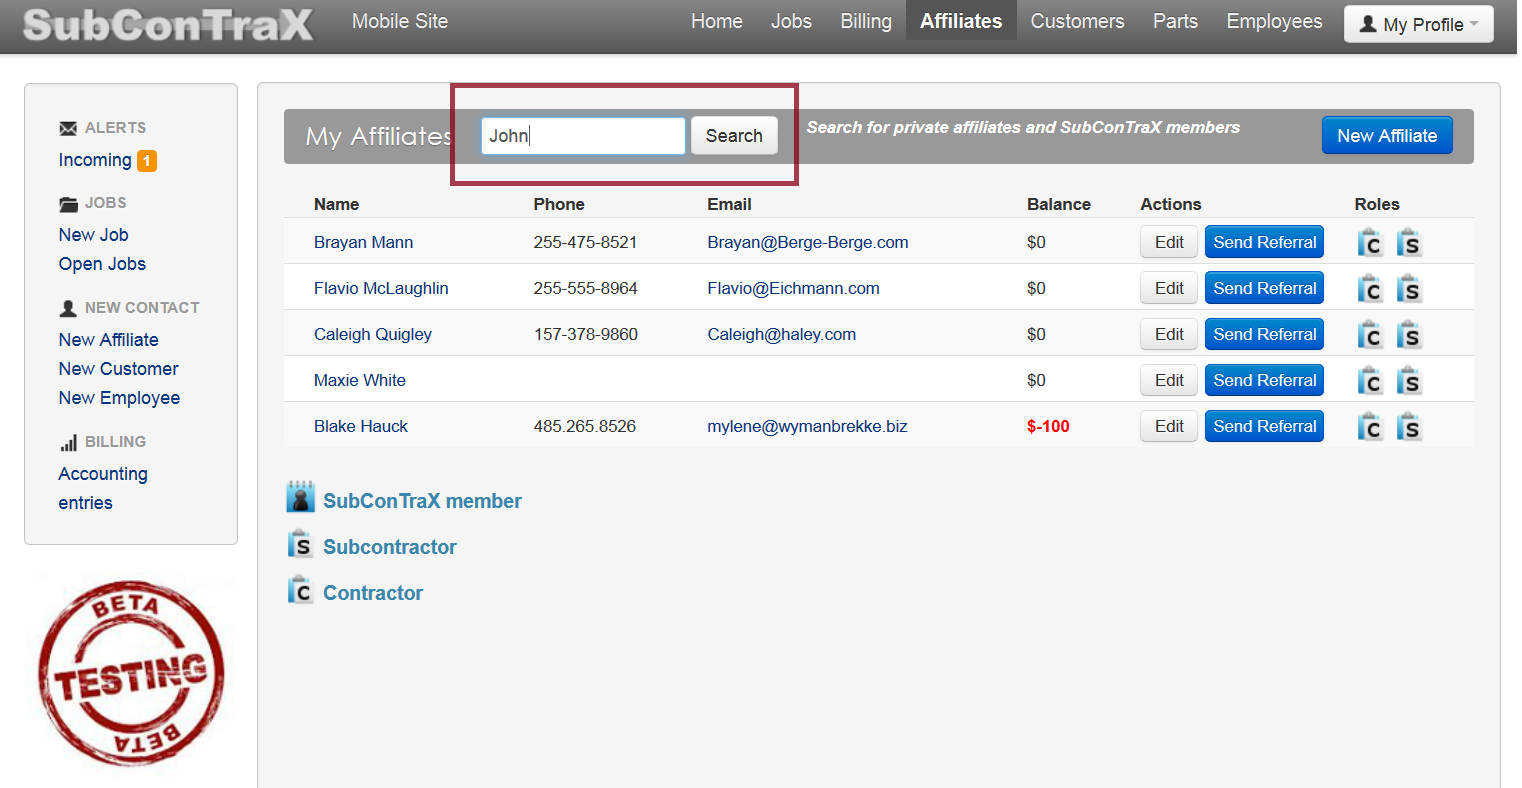 SubConTraX Mobile Site Home Jobs Billing Affiliates Customers Parts Employees My Profile
ALERTS
Incoming 1
JOBS
New Job
Open Jobs
NEW CONTACT
New Affiliate
New Customer
New Employee
BILLING
Accounting
entries
BETA
TESTING
BETA
My Affiliates John Search Search for private affiliates and SubConTraX members New Affiliate
Name Phone Email Balance Actions Roles
Brayan Mann 255-475-8521 Brayan@Berge-Berge.com $0 Edit Send Referral C S
Flavio McLaughlin 255-555-8964 Flavio@Eichmann.com $0 Edit Send Referral C S
Caleigh Quigley 157-378-9860 Caleigh@haley.com $0 Edit Send Referral C S
Maxie White $0 Edit Send Referral C S
Blake Hauck 485.265.8526 mylene@wymanbrekke.biz $-100 Edit Send Referral C S
SubConTraX member
S Subcontractor
C Contractor